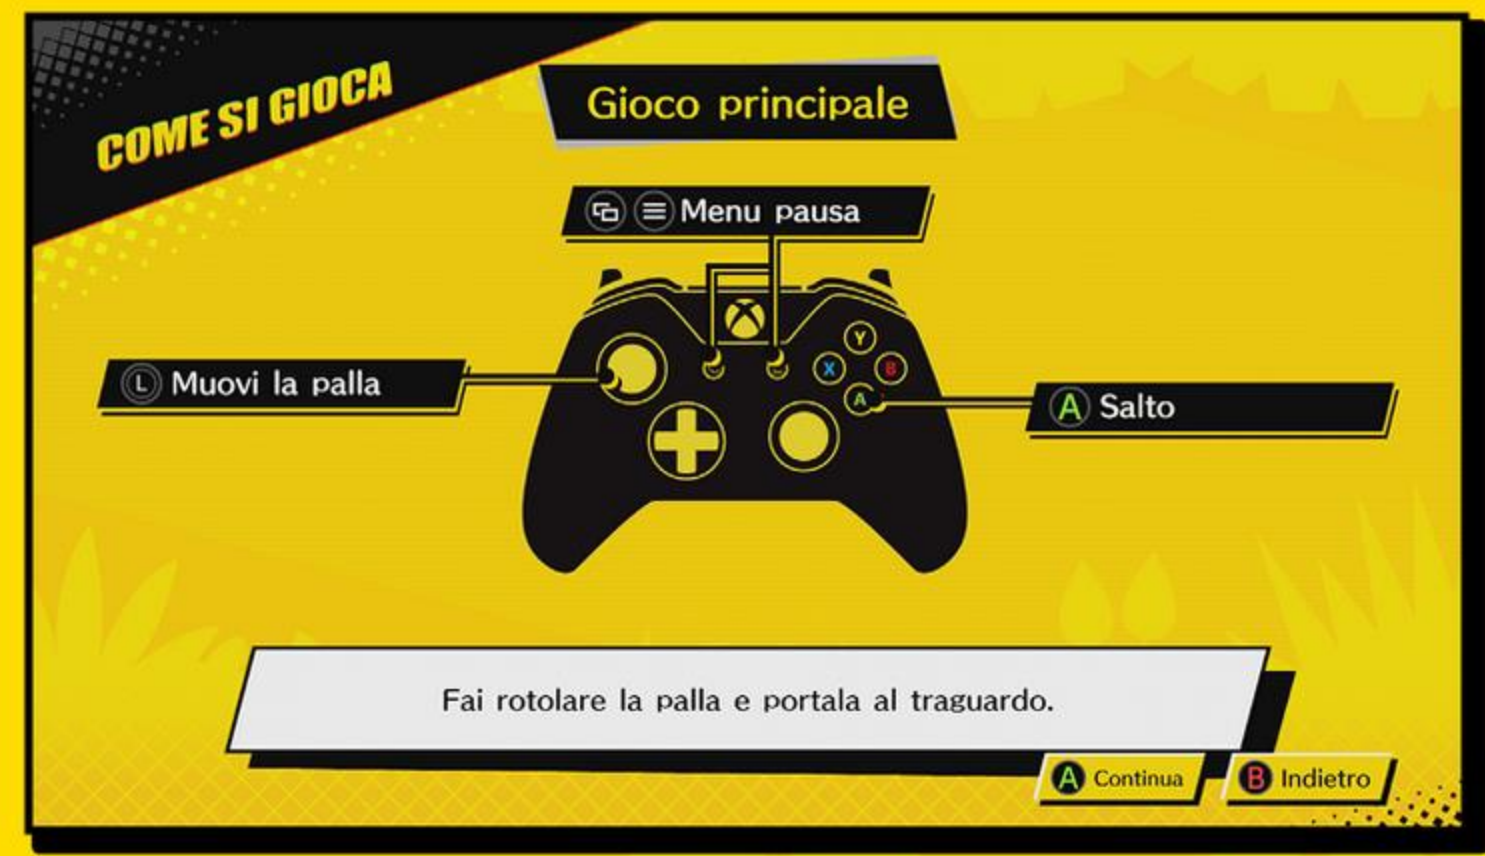 COME SI GIOCA
Gioco principale
Menu pausa
L Muovi la palla
Y
X B
A
A Salto
Fai rotolare la palla e portala al traguardo.
A Continua B Indietro